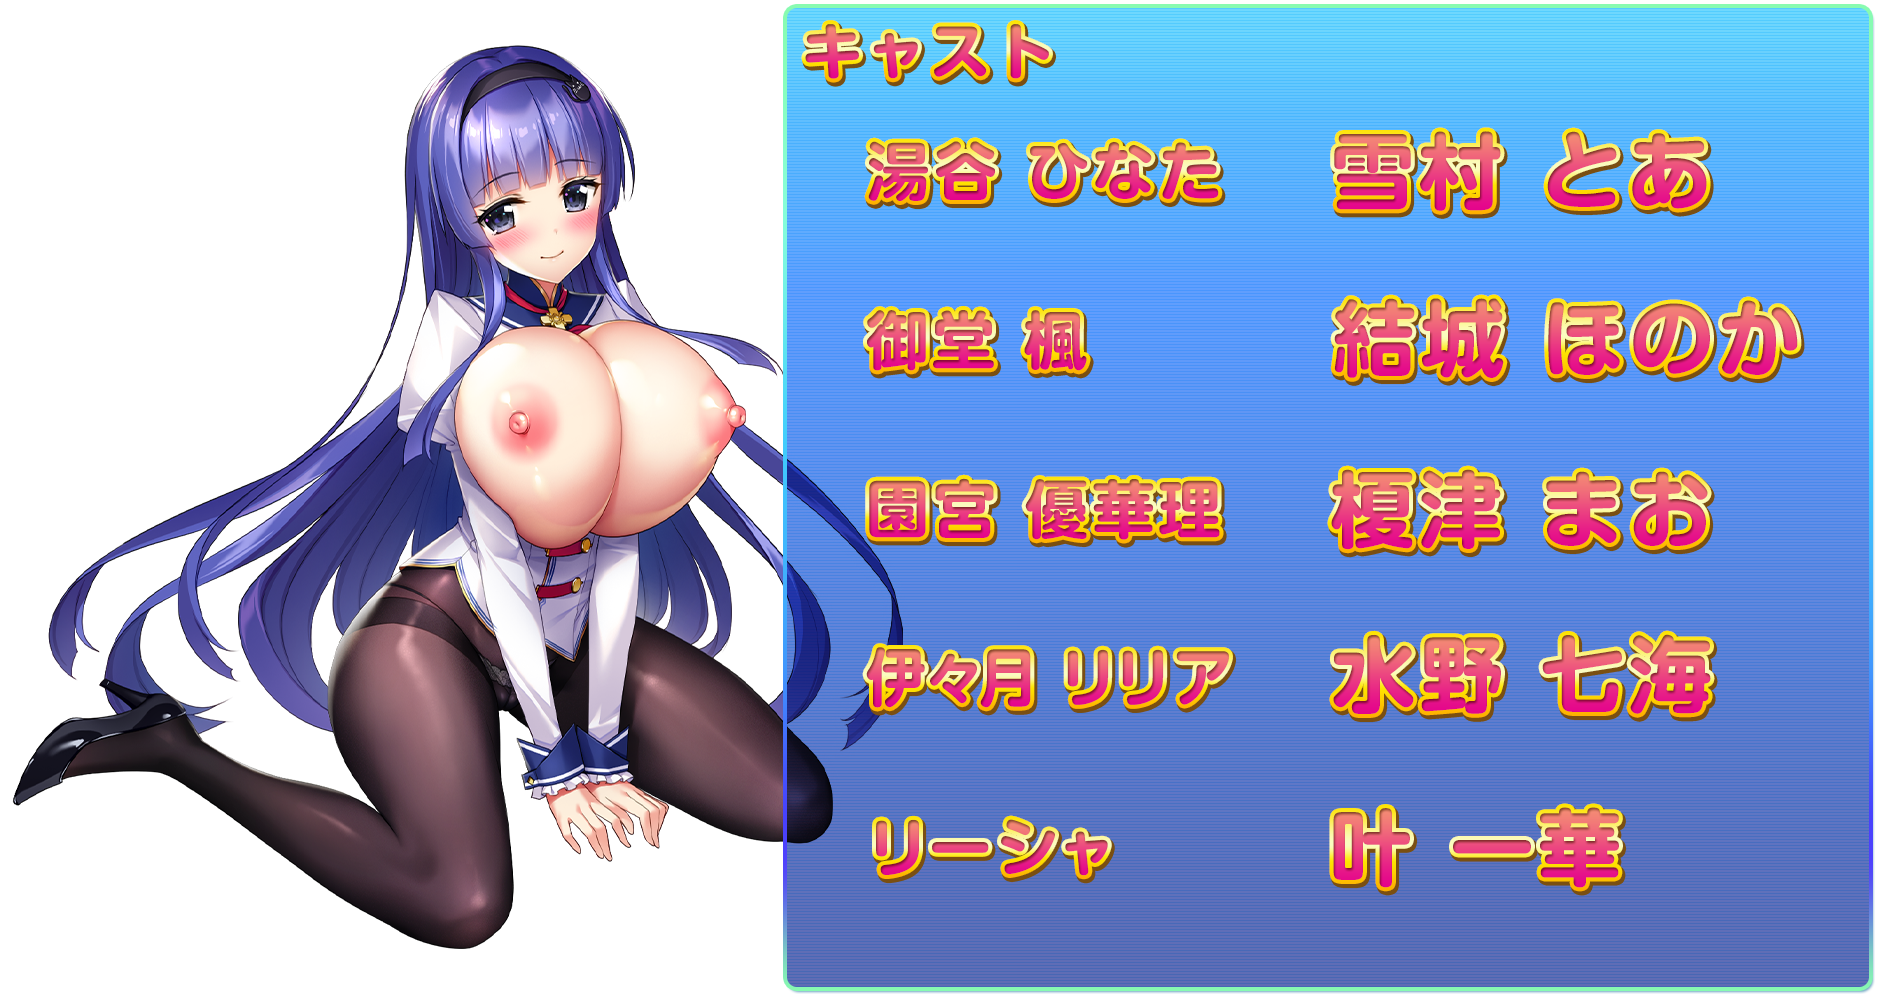 キャスト
湯谷 ひなた 雪村 とあ
御堂 楓 結城 ほのか
園宮 優華理 榎津 まお
伊々月 リリア 水野 七海
リーシャ 叶 一華